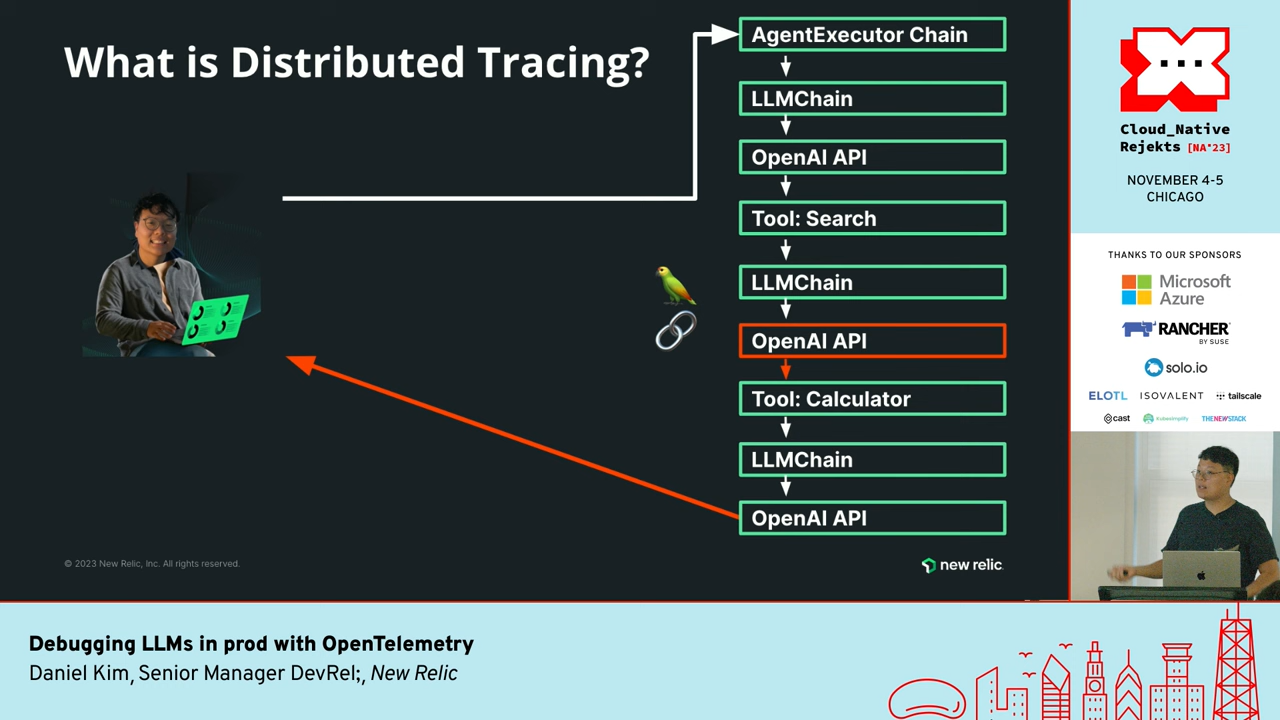 What is Distributed Tracing?
AgentExecutor Chain
LLMChain
OpenAI API
Tool: Search
LLMChain
OpenAI API
Tool: Calculator
LLMChain
OpenAI API
© 2023 New Relic, Inc. All rights reserved.
new relic
Cloud_Native
Rejekts [NA'23]
NOVEMBER 4-5
CHICAGO
THANKS TO OUR SPONSORS
Microsoft
Azure
RANCHER
BY SUSE
solo.io
ELOTL ISOVALENT tailscale
cast kubesimplify THENEWSTACK
Debugging LLMs in prod with OpenTelemetry
Daniel Kim, Senior Manager DevRel;, New Relic